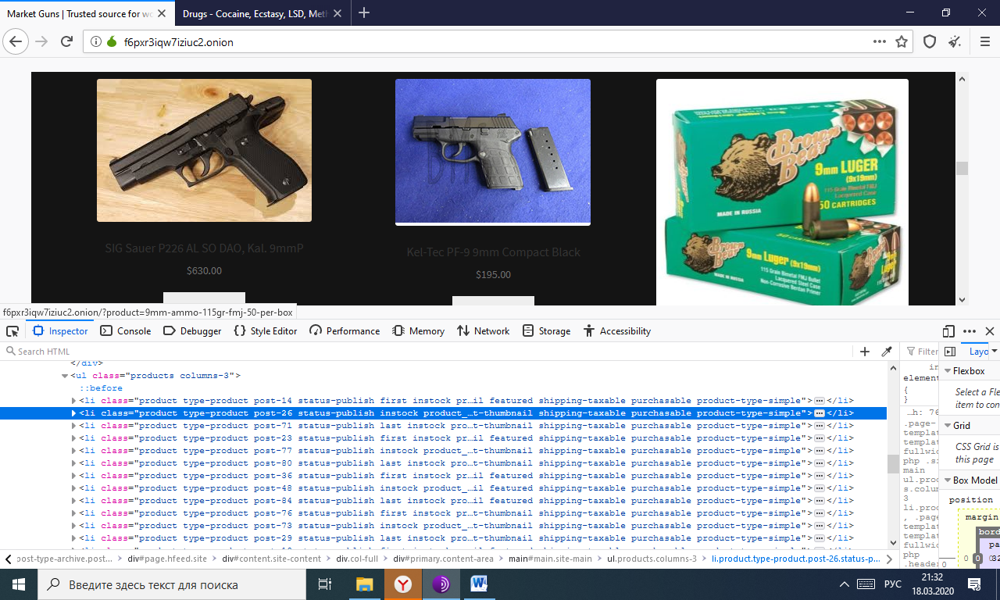 Market Guns | Trusted source for wo
Drugs - Cocaine, Ecstasy, LSD, Meth
f6pxr3iqw7iziuc2.onion
Brown Bear
9mm LUGER
(9x19mm)
115 Grain Bimetal FMJ
Lacquered Case
50 CARTRIDGES
MADE IN RUSSIA
9mm Luger (9x19mm)
115 Grain Bimetal FMJ Bullet
Lacquered Steel Case
Non-Corrosive Berdan Primer
MADE IN RUSSIA
SIG Sauer P226 AL SO DAO, Kal. 9mmP
$630.00
Kel-Tec PF-9 9mm Compact Black
$195.00
f6pxr3iqw7iziuc2.onion/?product=9mm-ammo-115gr-fmj-50-per-box
Inspector Console Debugger Style Editor Performance Memory Network Storage Accessibility
Search HTML
</div>
<ul class="products columns-3">
::before
<li class="product type-product post-14 status-publish first instock pr…il featured shipping-taxable purchasable product-type-simple">…</li>
<li class="product type-product post-26 status-publish instock product_…t-thumbnail shipping-taxable purchasable product-type-simple">…</li>
<li class="product type-product post-71 status-publish last instock pro…t-thumbnail shipping-taxable purchasable product-type-simple">…</li>
<li class="product type-product post-23 status-publish first instock pr…il featured shipping-taxable purchasable product-type-simple">…</li>
<li class="product type-product post-77 status-publish instock product_…t-thumbnail shipping-taxable purchasable product-type-simple">…</li>
<li class="product type-product post-80 status-publish last instock pro…t-thumbnail shipping-taxable purchasable product-type-simple">…</li>
<li class="product type-product post-36 status-publish first instock pr…il featured shipping-taxable purchasable product-type-simple">…</li>
<li class="product type-product post-48 status-publish instock product_…t-thumbnail shipping-taxable purchasable product-type-simple">…</li>
<li class="product type-product post-84 status-publish last instock pro…t-thumbnail shipping-taxable purchasable product-type-simple">…</li>
<li class="product type-product post-76 status-publish first instock pr…t-thumbnail shipping-taxable purchasable product-type-simple">…</li>
<li class="product type-product post-73 status-publish instock product_…t-thumbnail shipping-taxable purchasable product-type-simple">…</li>
<li class="product type-product post-29 status-publish last instock pro…t-thumbnail shipping-taxable purchasable product-type-simple">…</li>
Filter
in
element
{
}
…h: 76
.page-
templat
fullwid
php .si
main
ul.prod
s.colum
3
li.prod
, .page
templat
templat
fullwid
php
.header
Layo
Flexbox
Select a Fle
item to con
Grid
CSS Grid is
this page
Box Model
position
margin
bord
pa
0 0
0
post-type-archive.post… div#page.hfeed.site div#content.site-content div.col-full div#primary.content-area main#main.site-main ul.products.columns-3 li.product.type-product.post-26.status-p…
Введите здесь текст для поиска
РУС
21:32
18.03.2020